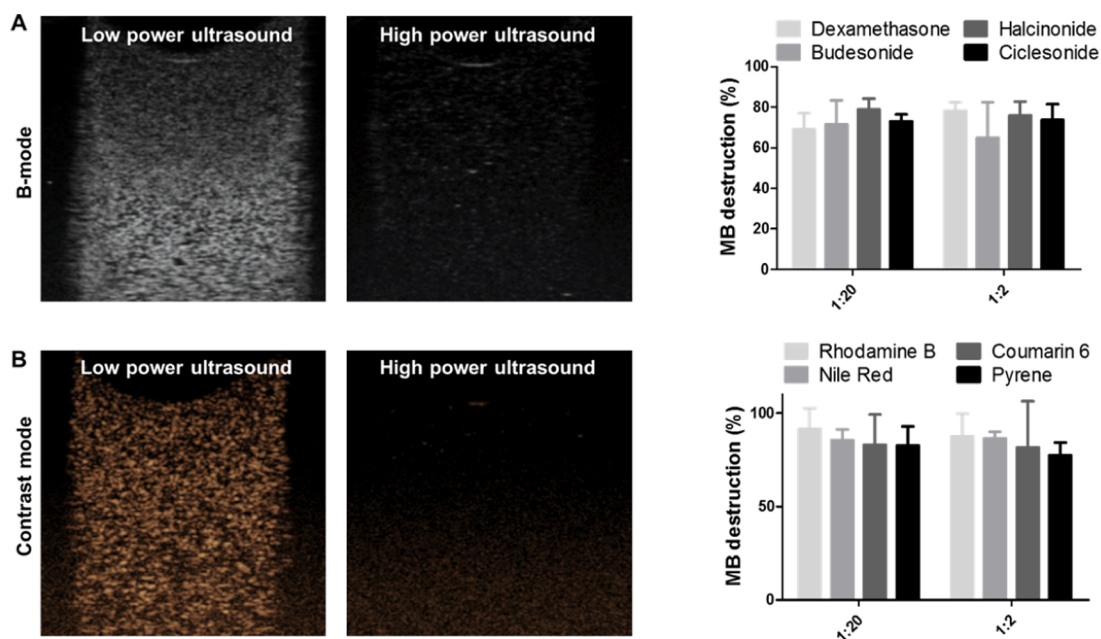 A
Low power ultrasound
High power ultrasound
B-mode
Dexamethasone
Halcinonide
Budesonide
Ciclesonide
MB destruction (%)
100
80
60
40
20
0
1:20
1:2
B
Low power ultrasound
High power ultrasound
Contrast mode
Rhodamine B
Coumarin 6
Nile Red
Pyrene
MB destruction (%)
100
50
0
1:20
1:2